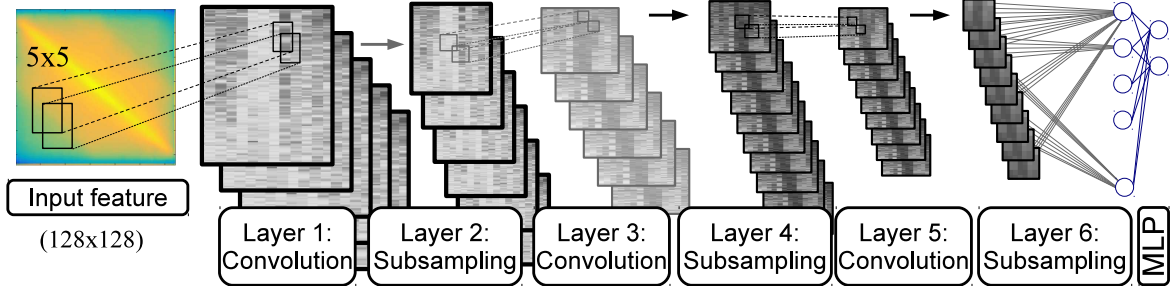 5x5
Input feature
(128x128)
Layer 1:
Convolution
Layer 2:
Subsampling
Layer 3:
Convolution
Layer 4:
Subsampling
Layer 5:
Convolution
Layer 6:
Subsampling
MLP